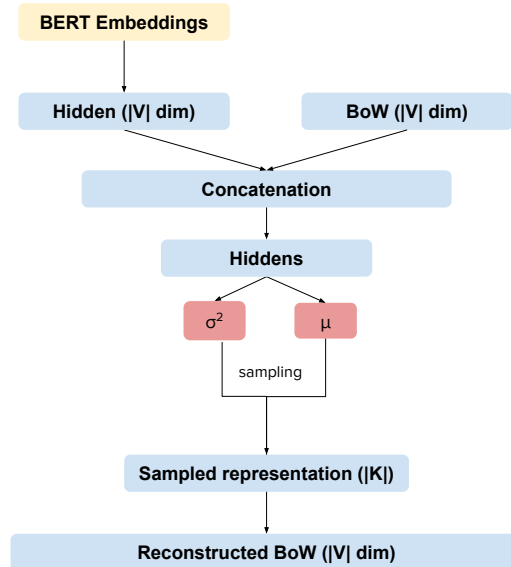 BERT Embeddings
Hidden (|V| dim)
BoW (|V| dim)
Concatenation
Hiddens
σ²
μ
sampling
Sampled representation (|K|)
Reconstructed BoW (|V| dim)